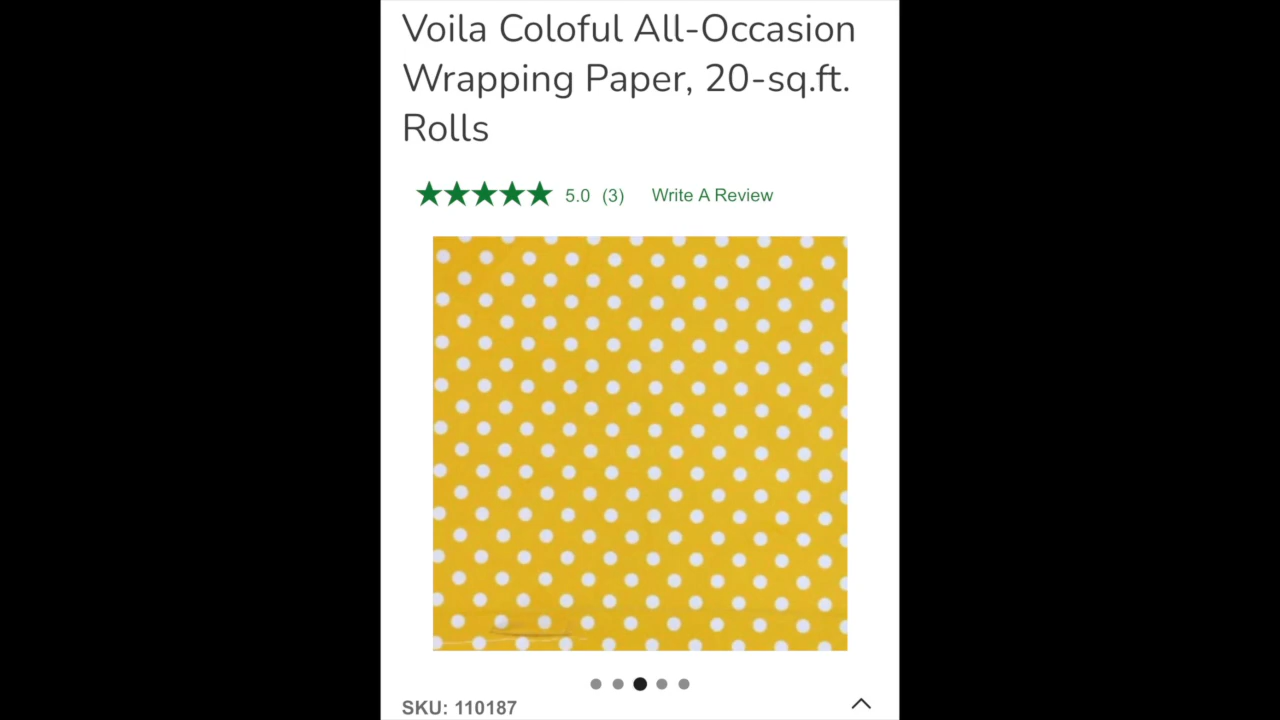 Voila Coloful All-Occasion
Wrapping Paper, 20-sq.ft.
Rolls
5.0 (3) Write A Review
SKU: 110187